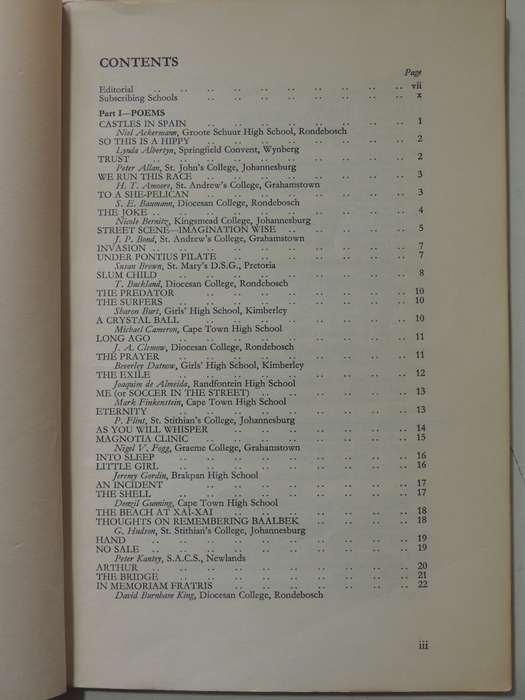 CONTENTS
Page
Editorial .. .. .. .. .. .. .. .. .. .. vii
Subscribing Schools .. .. .. .. .. .. .. .. x
Part I—POEMS
CASTLES IN SPAIN .. .. .. .. .. .. .. .. 1
Niel Ackermann, Groote Schuur High School, Rondebosch
SO THIS IS A HIPPY .. .. .. .. .. .. .. .. 2
Lynda Albertyn, Springfield Convent, Wynberg
TRUST .. .. .. .. .. .. .. .. .. .. 2
Peter Allan, St. John's College, Johannesburg
WE RUN THIS RACE .. .. .. .. .. .. .. .. 3
H. T. Amoore, St. Andrew's College, Grahamstown
TO A SHE-PELICAN .. .. .. .. .. .. .. .. 3
S. E. Baumann, Diocesan College, Rondebosch
THE JOKE .. .. .. .. .. .. .. .. .. .. 4
Nicole Bernitz, Kingsmead College, Johannesburg
STREET SCENE—IMAGINATION WISE .. .. .. .. .. 5
J. P. Bond, St. Andrew's College, Grahamstown
INVASION .. .. .. .. .. .. .. .. .. .. 7
UNDER PONTIUS PILATE .. .. .. .. .. .. .. 7
Susan Brown, St. Mary's D.S.G., Pretoria
SLUM CHILD .. .. .. .. .. .. .. .. .. 8
T. Buckland, Diocesan College, Rondebosch
THE PREDATOR .. .. .. .. .. .. .. .. .. 10
THE SURFERS .. .. .. .. .. .. .. .. .. 10
Sharon Burt, Girls' High School, Kimberley
A CRYSTAL BALL .. .. .. .. .. .. .. .. 10
Michael Cameron, Cape Town High School
LONG AGO .. .. .. .. .. .. .. .. .. 11
J. A. Clenow, Diocesan College, Rondebosch
THE PRAYER .. .. .. .. .. .. .. .. .. 11
Beverley Datnow, Girls' High School, Kimberley
THE EXILE .. .. .. .. .. .. .. .. .. 12
Joaquim de Almeida, Randfontein High School
ME (or SOCCER IN THE STREET) .. .. .. .. .. .. 13
Mark Finkenstein, Cape Town High School
ETERNITY .. .. .. .. .. .. .. .. .. 13
P. Flint, St. Stithian's College, Johannesburg
AS YOU WILL WHISPER .. .. .. .. .. .. .. 14
MAGNOTIA CLINIC .. .. .. .. .. .. .. .. 15
Nigel V. Fogg, Graeme College, Grahamstown
INTO SLEEP .. .. .. .. .. .. .. .. .. 16
LITTLE GIRL .. .. .. .. .. .. .. .. .. 16
Jeremy Gordin, Brakpan High School
AN INCIDENT .. .. .. .. .. .. .. .. .. 17
THE SHELL .. .. .. .. .. .. .. .. .. 17
Denzil Gunning, Cape Town High School
THE BEACH AT XAI-XAI .. .. .. .. .. .. .. 18
THOUGHTS ON REMEMBERING BAALBEK .. .. .. .. 18
G. Hudson, St. Stithian's College, Johannesburg
HAND .. .. .. .. .. .. .. .. .. .. 19
NO SALE .. .. .. .. .. .. .. .. .. .. 19
Peter Kantey, S.A.C.S., Newlands
ARTHUR .. .. .. .. .. .. .. .. .. 20
THE BRIDGE .. .. .. .. .. .. .. .. .. 21
IN MEMORIAM FRATRIS .. .. .. .. .. .. .. 22
David Burnbase King, Diocesan College, Rondebosch
iii